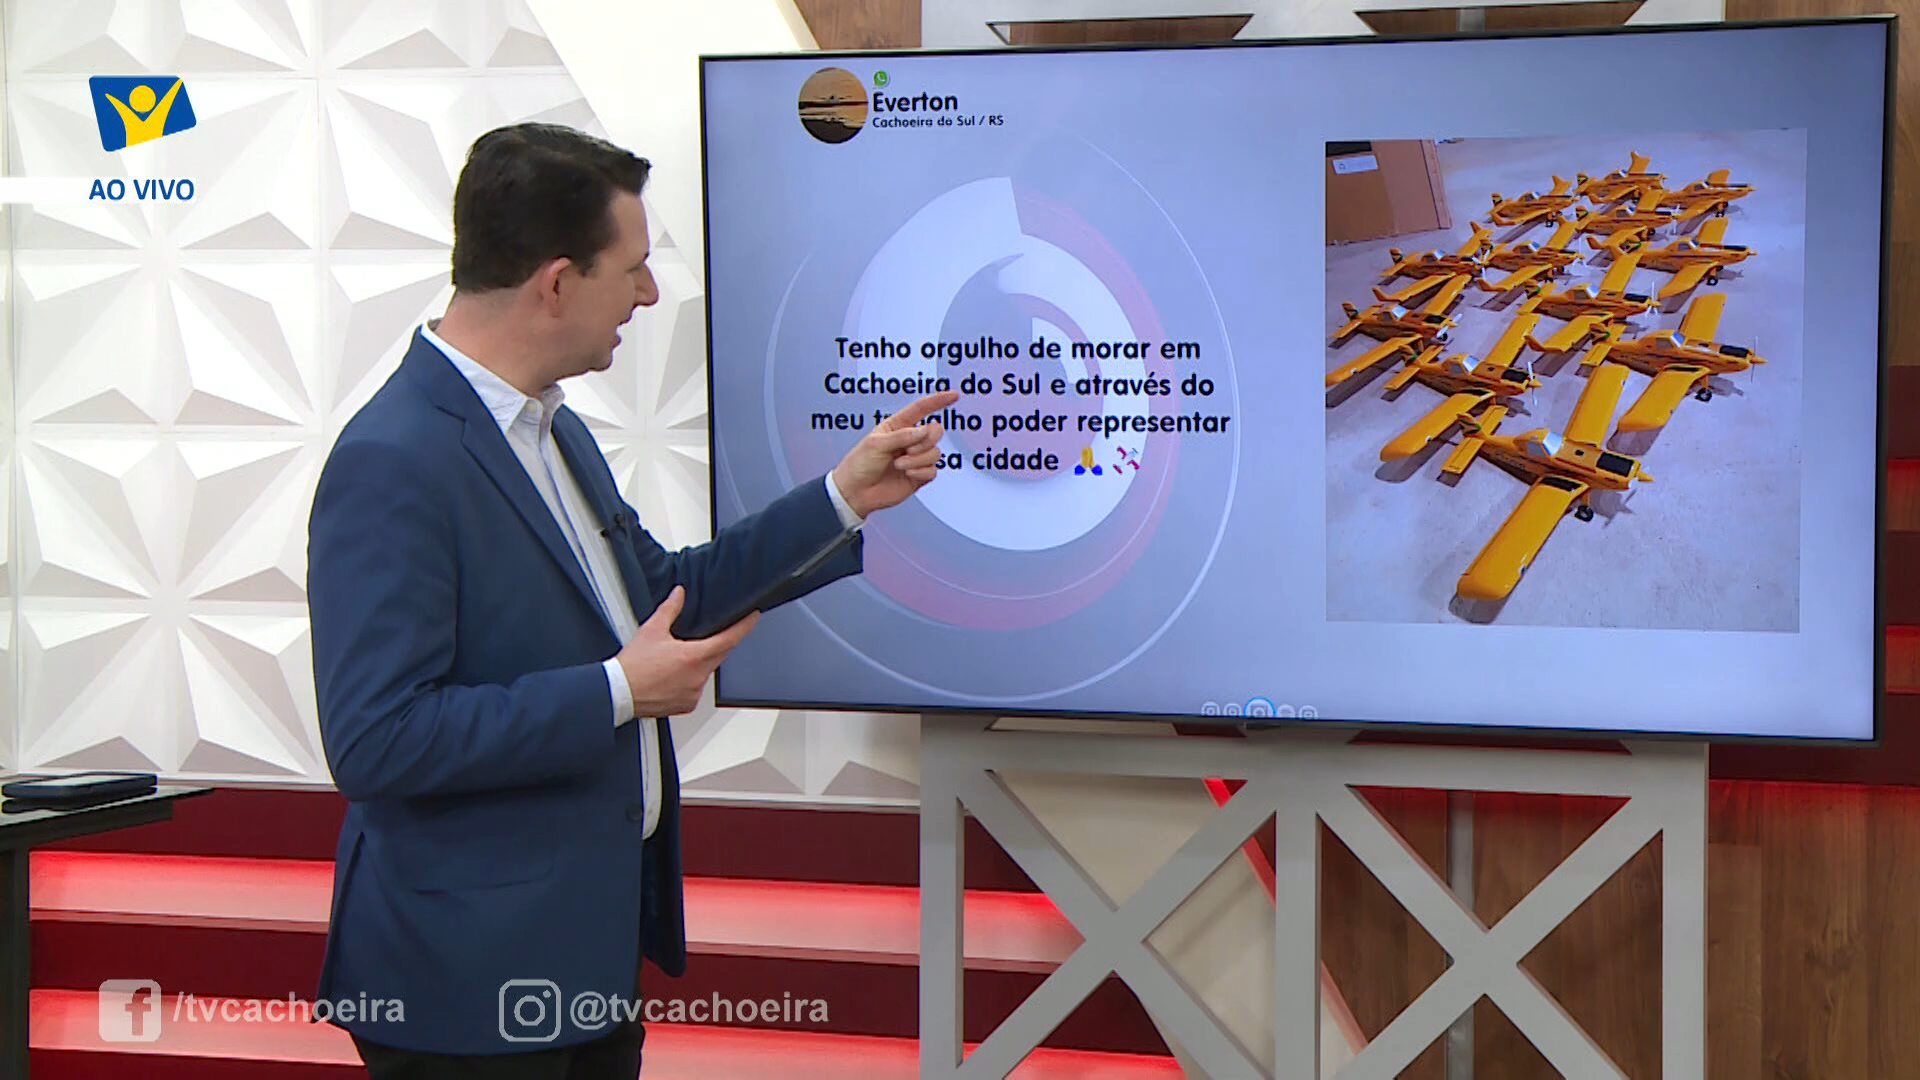 AO VIVO
Everton
Cachoeira do Sul / RS
Tenho orgulho de morar em
Cachoeira do Sul e através do
meu poder representar
cidade
/tvcachoeira
@tvcachoeira